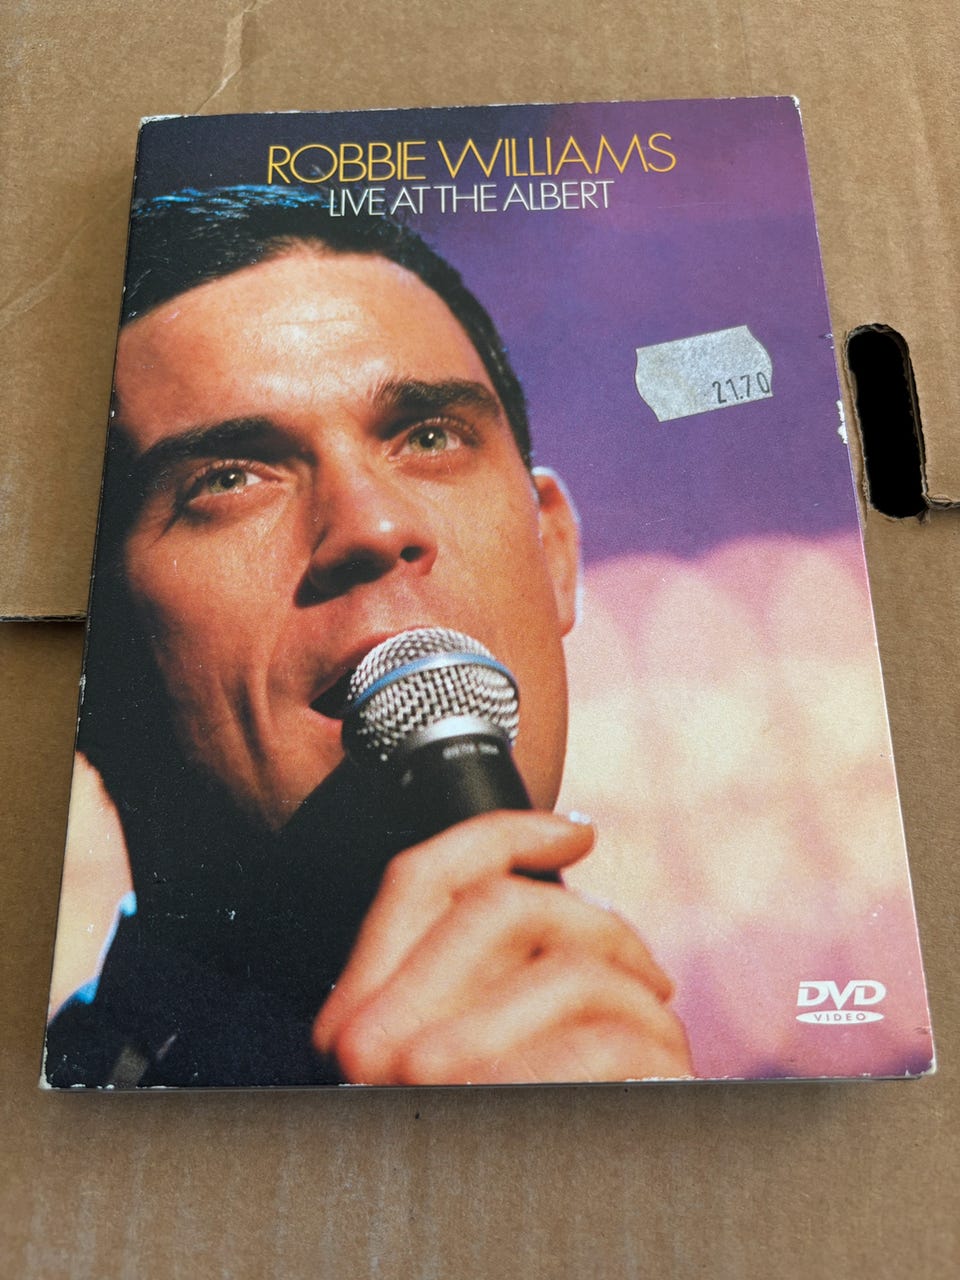 ROBBIE WILLIAMS
LIVE AT THE ALBERT
21.70
DVD
VIDEO